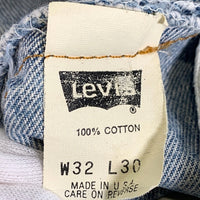 Levi's
100% COTTON
W32 L30
MADE IN U.S.A.
CARE ON REVERSE